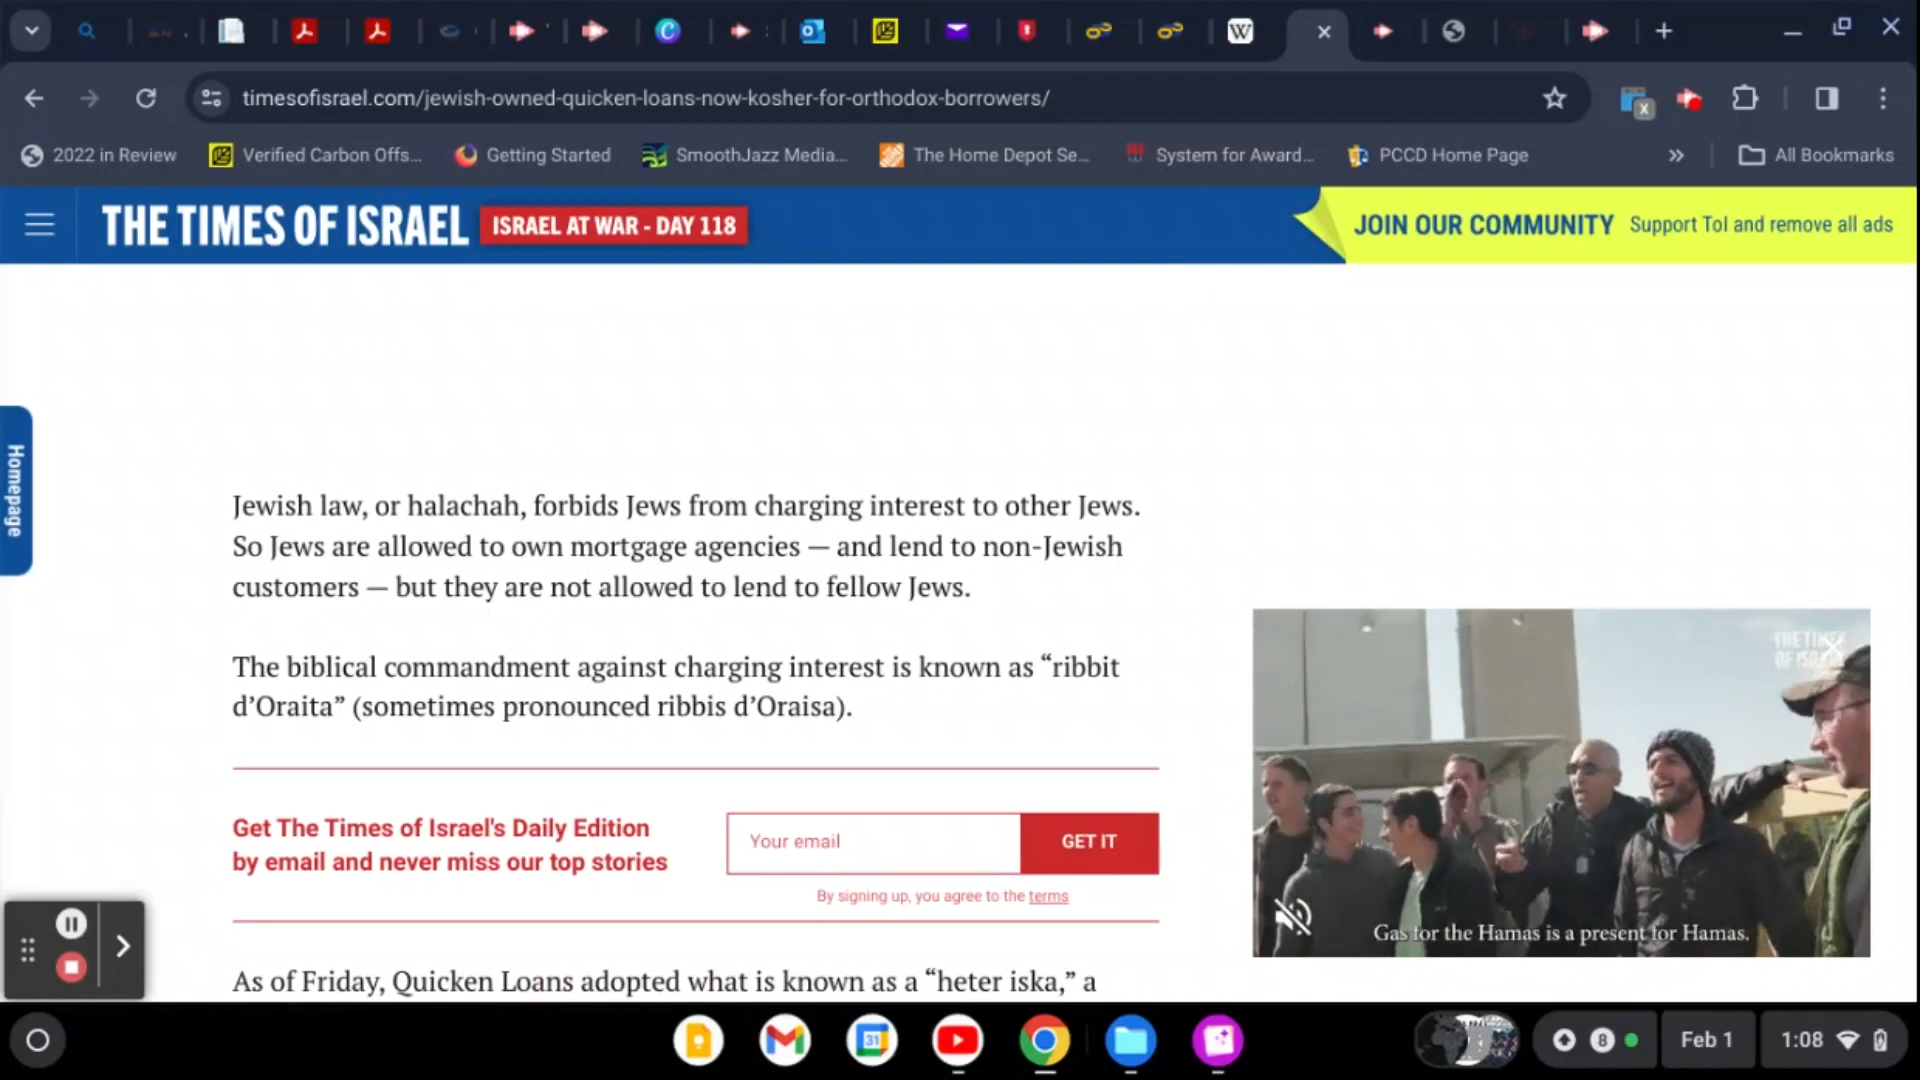 timesofisrael.com/jewish-owned-quicken-loans-now-kosher-for-orthodox-borrowers/
2022 in Review
Verified Carbon Offs...
Getting Started
SmoothJazz Media...
The Home Depot Se...
System for Award...
PCCD Home Page
»
All Bookmarks
THE TIMES OF ISRAEL
ISRAEL AT WAR - DAY 118
JOIN OUR COMMUNITY
Support ToI and remove all ads
Homepage
Jewish law, or halachah, forbids Jews from charging interest to other Jews.
So Jews are allowed to own mortgage agencies — and lend to non-Jewish
customers — but they are not allowed to lend to fellow Jews.
The biblical commandment against charging interest is known as “ribbit
d’Oraita” (sometimes pronounced ribbis d’Oraisa).
THE TIMES
OF ISRAEL
Get The Times of Israel's Daily Edition
by email and never miss our top stories
Your email
GET IT
By signing up, you agree to the terms
Gas for the Hamas is a present for Hamas.
As of Friday, Quicken Loans adopted what is known as a “heter iska,” a
31
8
Feb 1
1:08